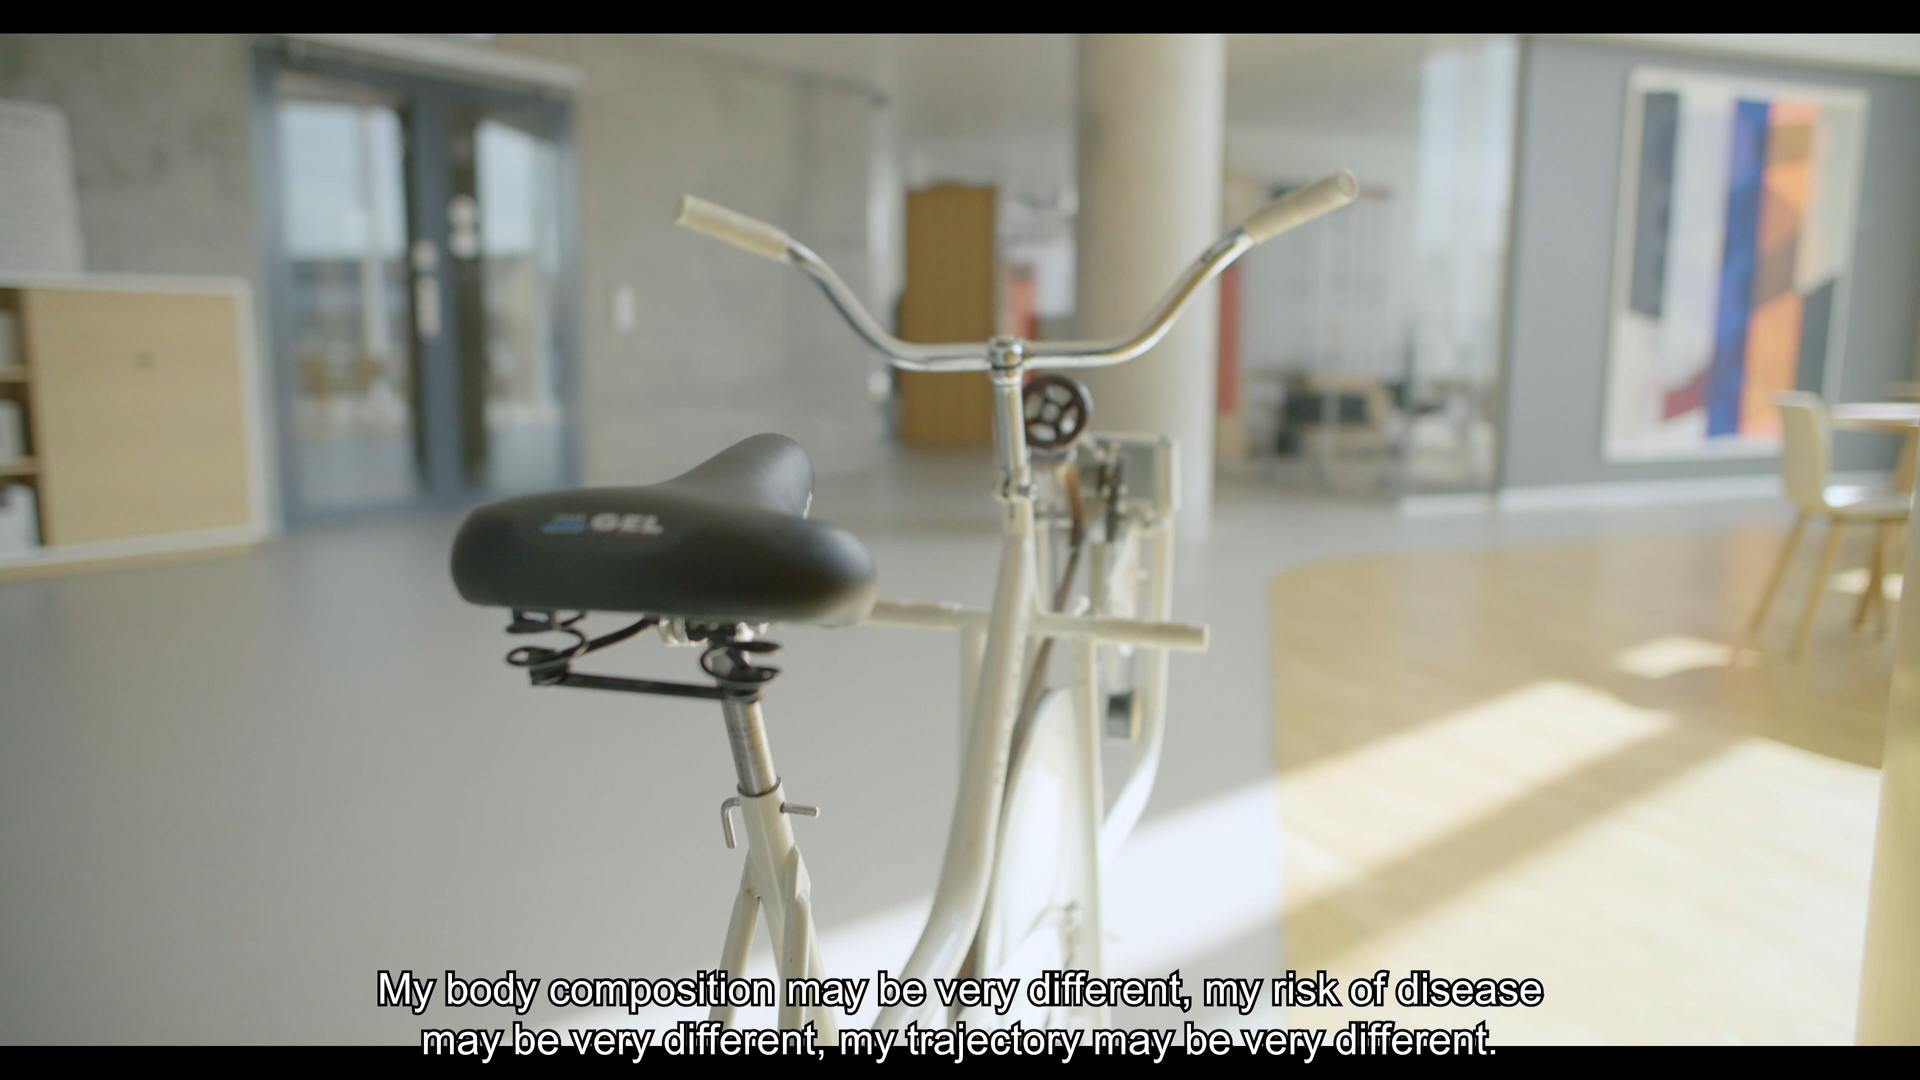 GEL
My body composition may be very different, my risk of disease
may be very different, my trajectory may be very different.